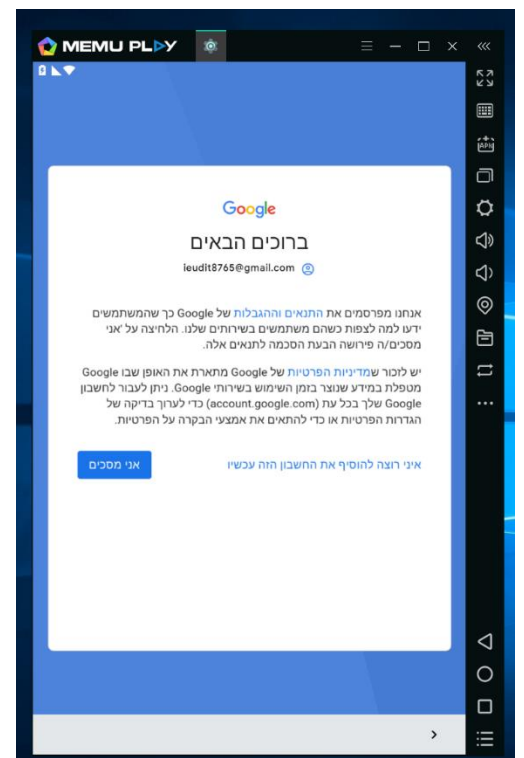 MEMU PLAY
Google
ברוכים הבאים
ieudit8765@gmail.com
אנחנו מפרסמים את התנאים וההגבלות של Google כך שהמשתמשים
ידעו למה לצפות כשהם משתמשים בשירותים שלנו. הלחיצה על 'אני
מסכים/ה פירושה הבעת הסכמה לתנאים אלה.
יש לזכור שמדיניות הפרטיות של Google מתארת את האופן שבו Google
מטפלת במידע שנוצר בזמן השימוש בשירותי Google. ניתן לעבור לחשבון
Google שלך בכל עת (account.google.com) כדי לערוך בדיקה של
הגדרות הפרטיות או כדי להתאים את אמצעי הבקרה על הפרטיות.
איני רוצה להוסיף את החשבון הזה עכשיו
אני מסכים
APK